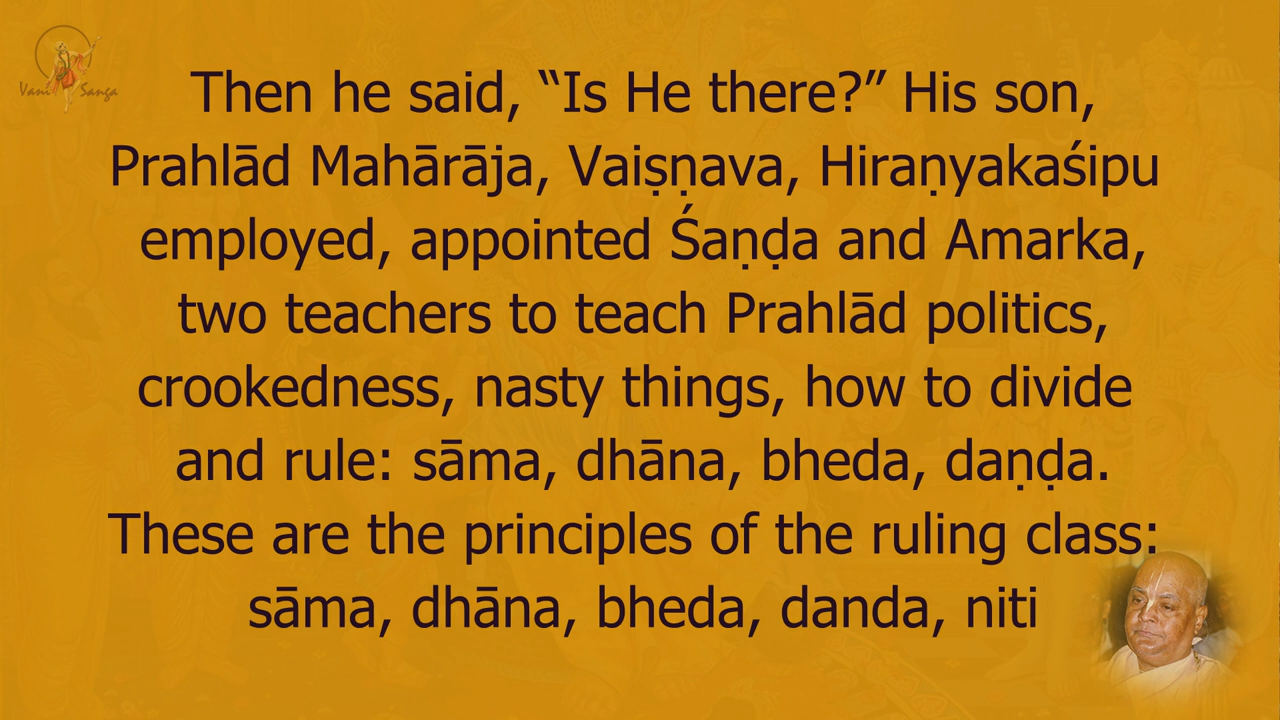 Vani Sanga
Then he said, “Is He there?” His son,
Prahlād Mahārāja, Vaiṣṇava, Hiraṇyakaśipu
employed, appointed Śaṇḍa and Amarka,
two teachers to teach Prahlād politics,
crookedness, nasty things, how to divide
and rule: sāma, dhāna, bheda, daṇḍa.
These are the principles of the ruling class:
sāma, dhāna, bheda, danda, niti